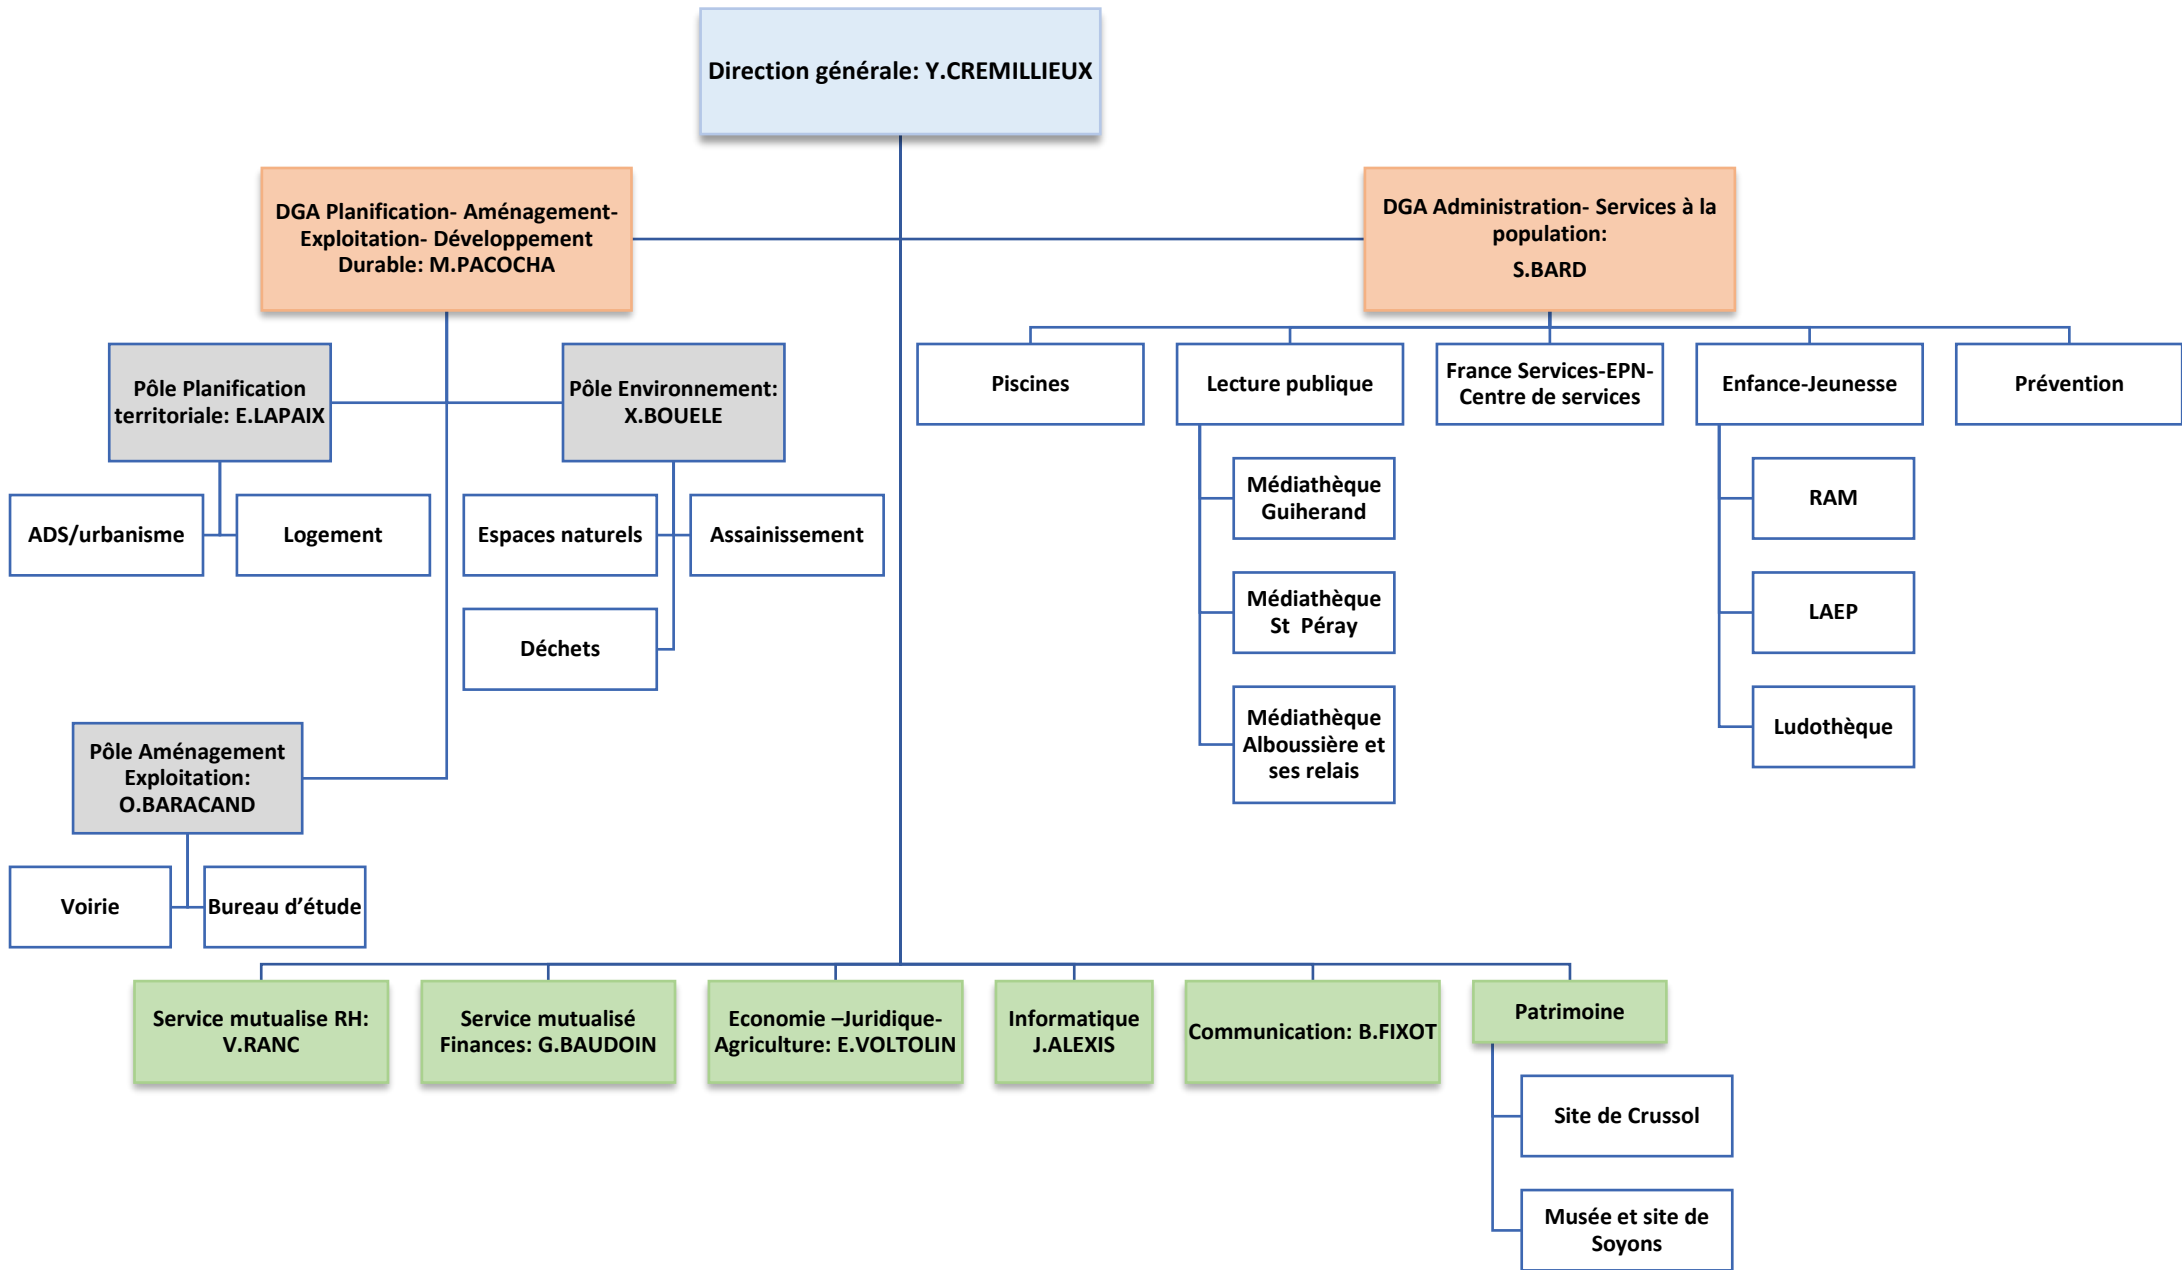 Direction générale: Y.CREMILLIEUX
DGA Planification- Aménagement-
Exploitation- Développement
Durable: M.PACOCHA
DGA Administration- Services à la
population:
S.BARD
Pôle Planification
territoriale: E.LAPAIX
Pôle Environnement:
X.BOUELE
Piscines
Lecture publique
France Services-EPN-
Centre de services
Enfance-Jeunesse
Prévention
ADS/urbanisme
Logement
Espaces naturels
Assainissement
Déchets
Médiathèque
Guiherand
Médiathèque
St  Péray
Médiathèque
Alboussière et
ses relais
RAM
LAEP
Ludothèque
Pôle Aménagement
Exploitation:
O.BARACAND
Voirie
Bureau d’étude
Service mutualise RH:
V.RANC
Service mutualisé
Finances: G.BAUDOIN
Economie –Juridique-
Agriculture: E.VOLTOLIN
Informatique
J.ALEXIS
Communication: B.FIXOT
Patrimoine
Site de Crussol
Musée et site de
Soyons